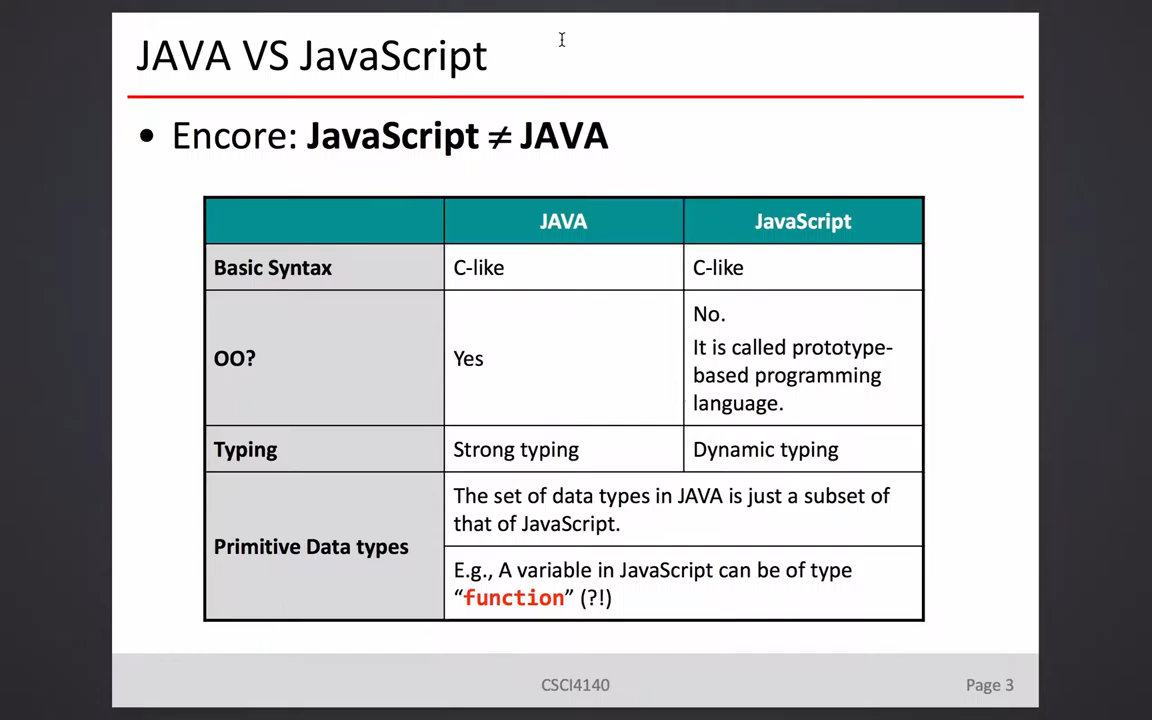 JAVA VS JavaScript
• Encore: JavaScript ≠ JAVA
JAVA
JavaScript
Basic Syntax
C-like
C-like
OO?
Yes
No.
It is called prototype-
based programming
language.
Typing
Strong typing
Dynamic typing
Primitive Data types
The set of data types in JAVA is just a subset of
that of JavaScript.
E.g., A variable in JavaScript can be of type
“function” (?!)
CSCI4140
Page 3